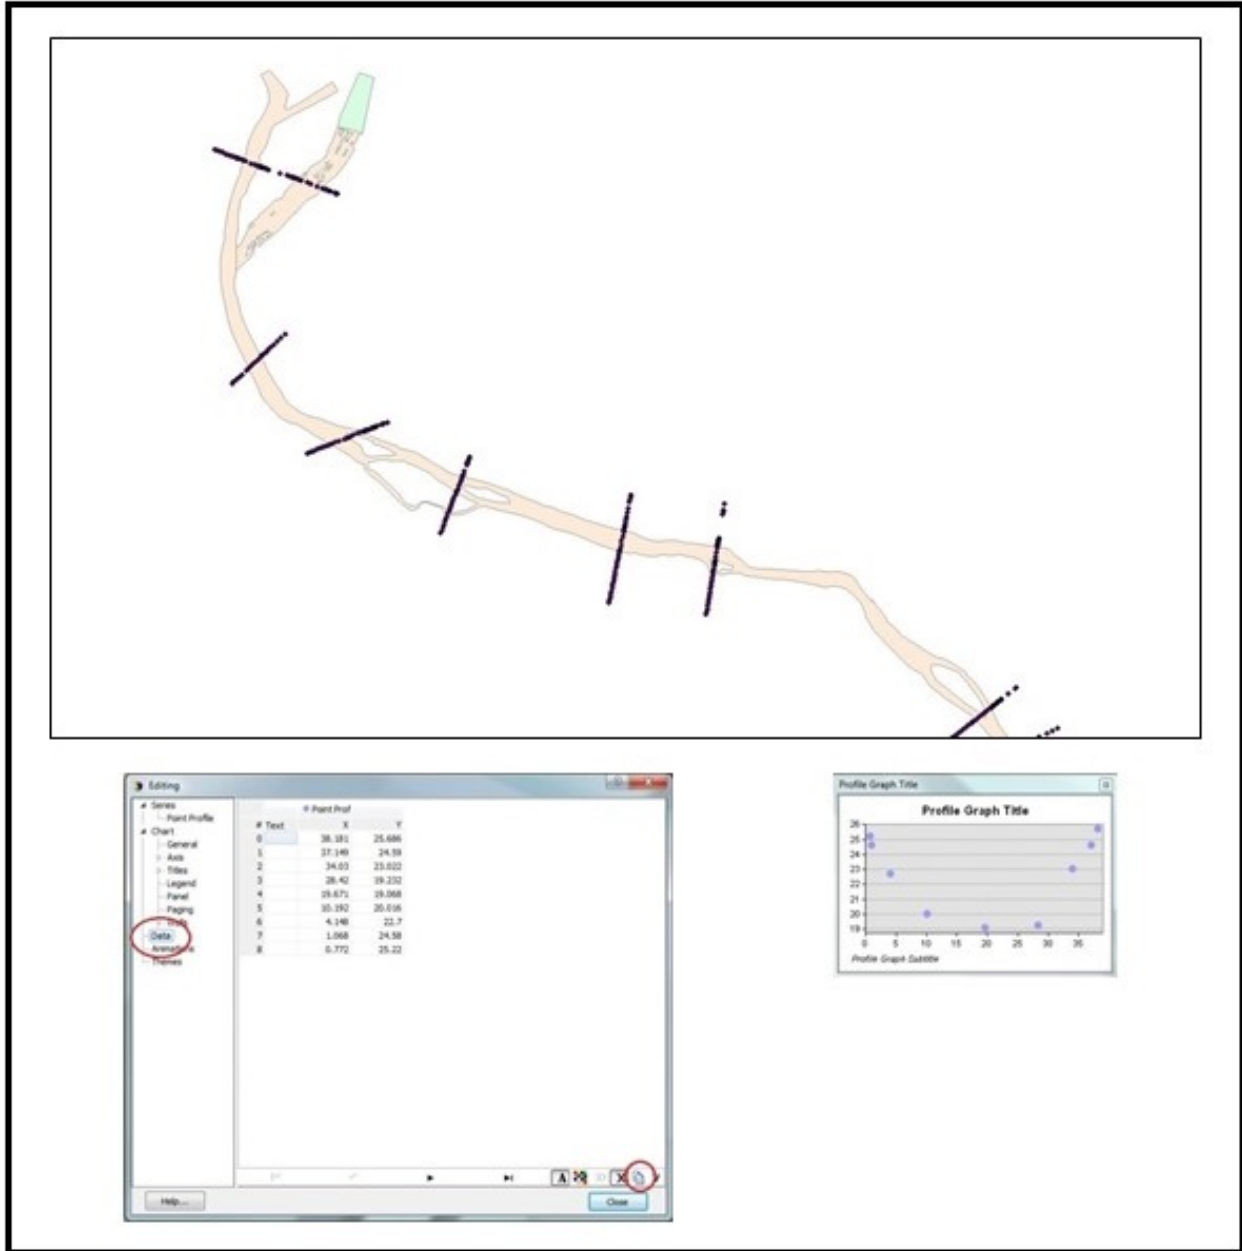 Editing
Series
Point Profile
Chart
General
Axis
Titles
Legend
Panel
Paging
Walls
Data
Animations
Themes
Point Prof
# Text X Y
0 38.181 25.686
1 37.149 24.59
2 34.03 23.022
3 28.42 19.232
4 19.671 19.068
5 10.192 20.016
6 4.148 22.7
7 1.068 24.58
8 0.772 25.22
A 3D
Help...
Close
Profile Graph Title
Profile Graph Title
26
25
24
23
22
21
20
19
0 5 10 15 20 25 30 35
Profile Graph Subtitle